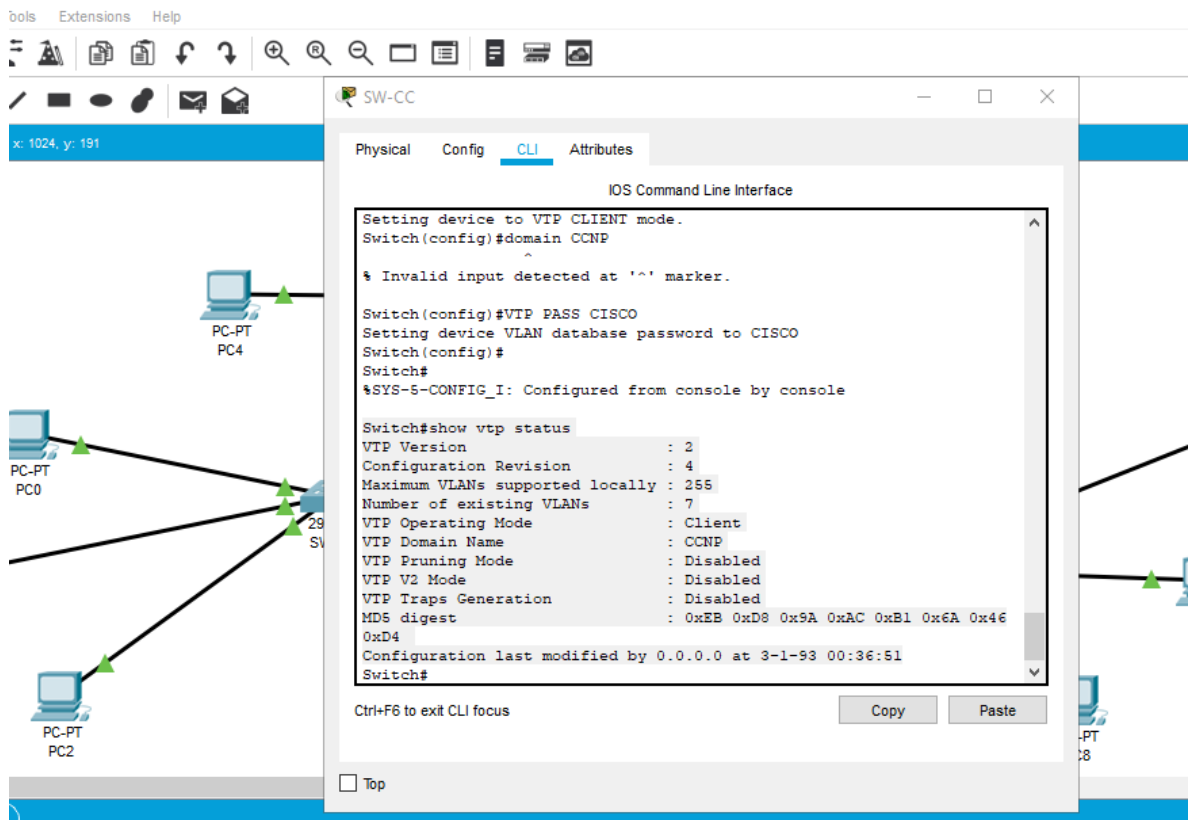 Tools Extensions Help
SW-CC
x: 1024, y: 191
Physical Config CLI Attributes
IOS Command Line Interface
Setting device to VTP CLIENT mode.
Switch(config)#domain CCNP
^
% Invalid input detected at '^' marker.
Switch(config)#VTP PASS CISCO
Setting device VLAN database password to CISCO
Switch(config)#
Switch#
%SYS-5-CONFIG_I: Configured from console by console
Switch#show vtp status
VTP Version : 2
Configuration Revision : 4
Maximum VLANs supported locally : 255
Number of existing VLANs : 7
VTP Operating Mode : Client
VTP Domain Name : CCNP
VTP Pruning Mode : Disabled
VTP V2 Mode : Disabled
VTP Traps Generation : Disabled
MD5 digest : 0xEB 0xD8 0x9A 0xAC 0xB1 0x6A 0x46
0xD4
Configuration last modified by 0.0.0.0 at 3-1-93 00:36:51
Switch#
Ctrl+F6 to exit CLI focus
Copy Paste
Top
PC-PT
PC4
PC-PT
PC0
29
SW
PC-PT
PC2
-PT
C8